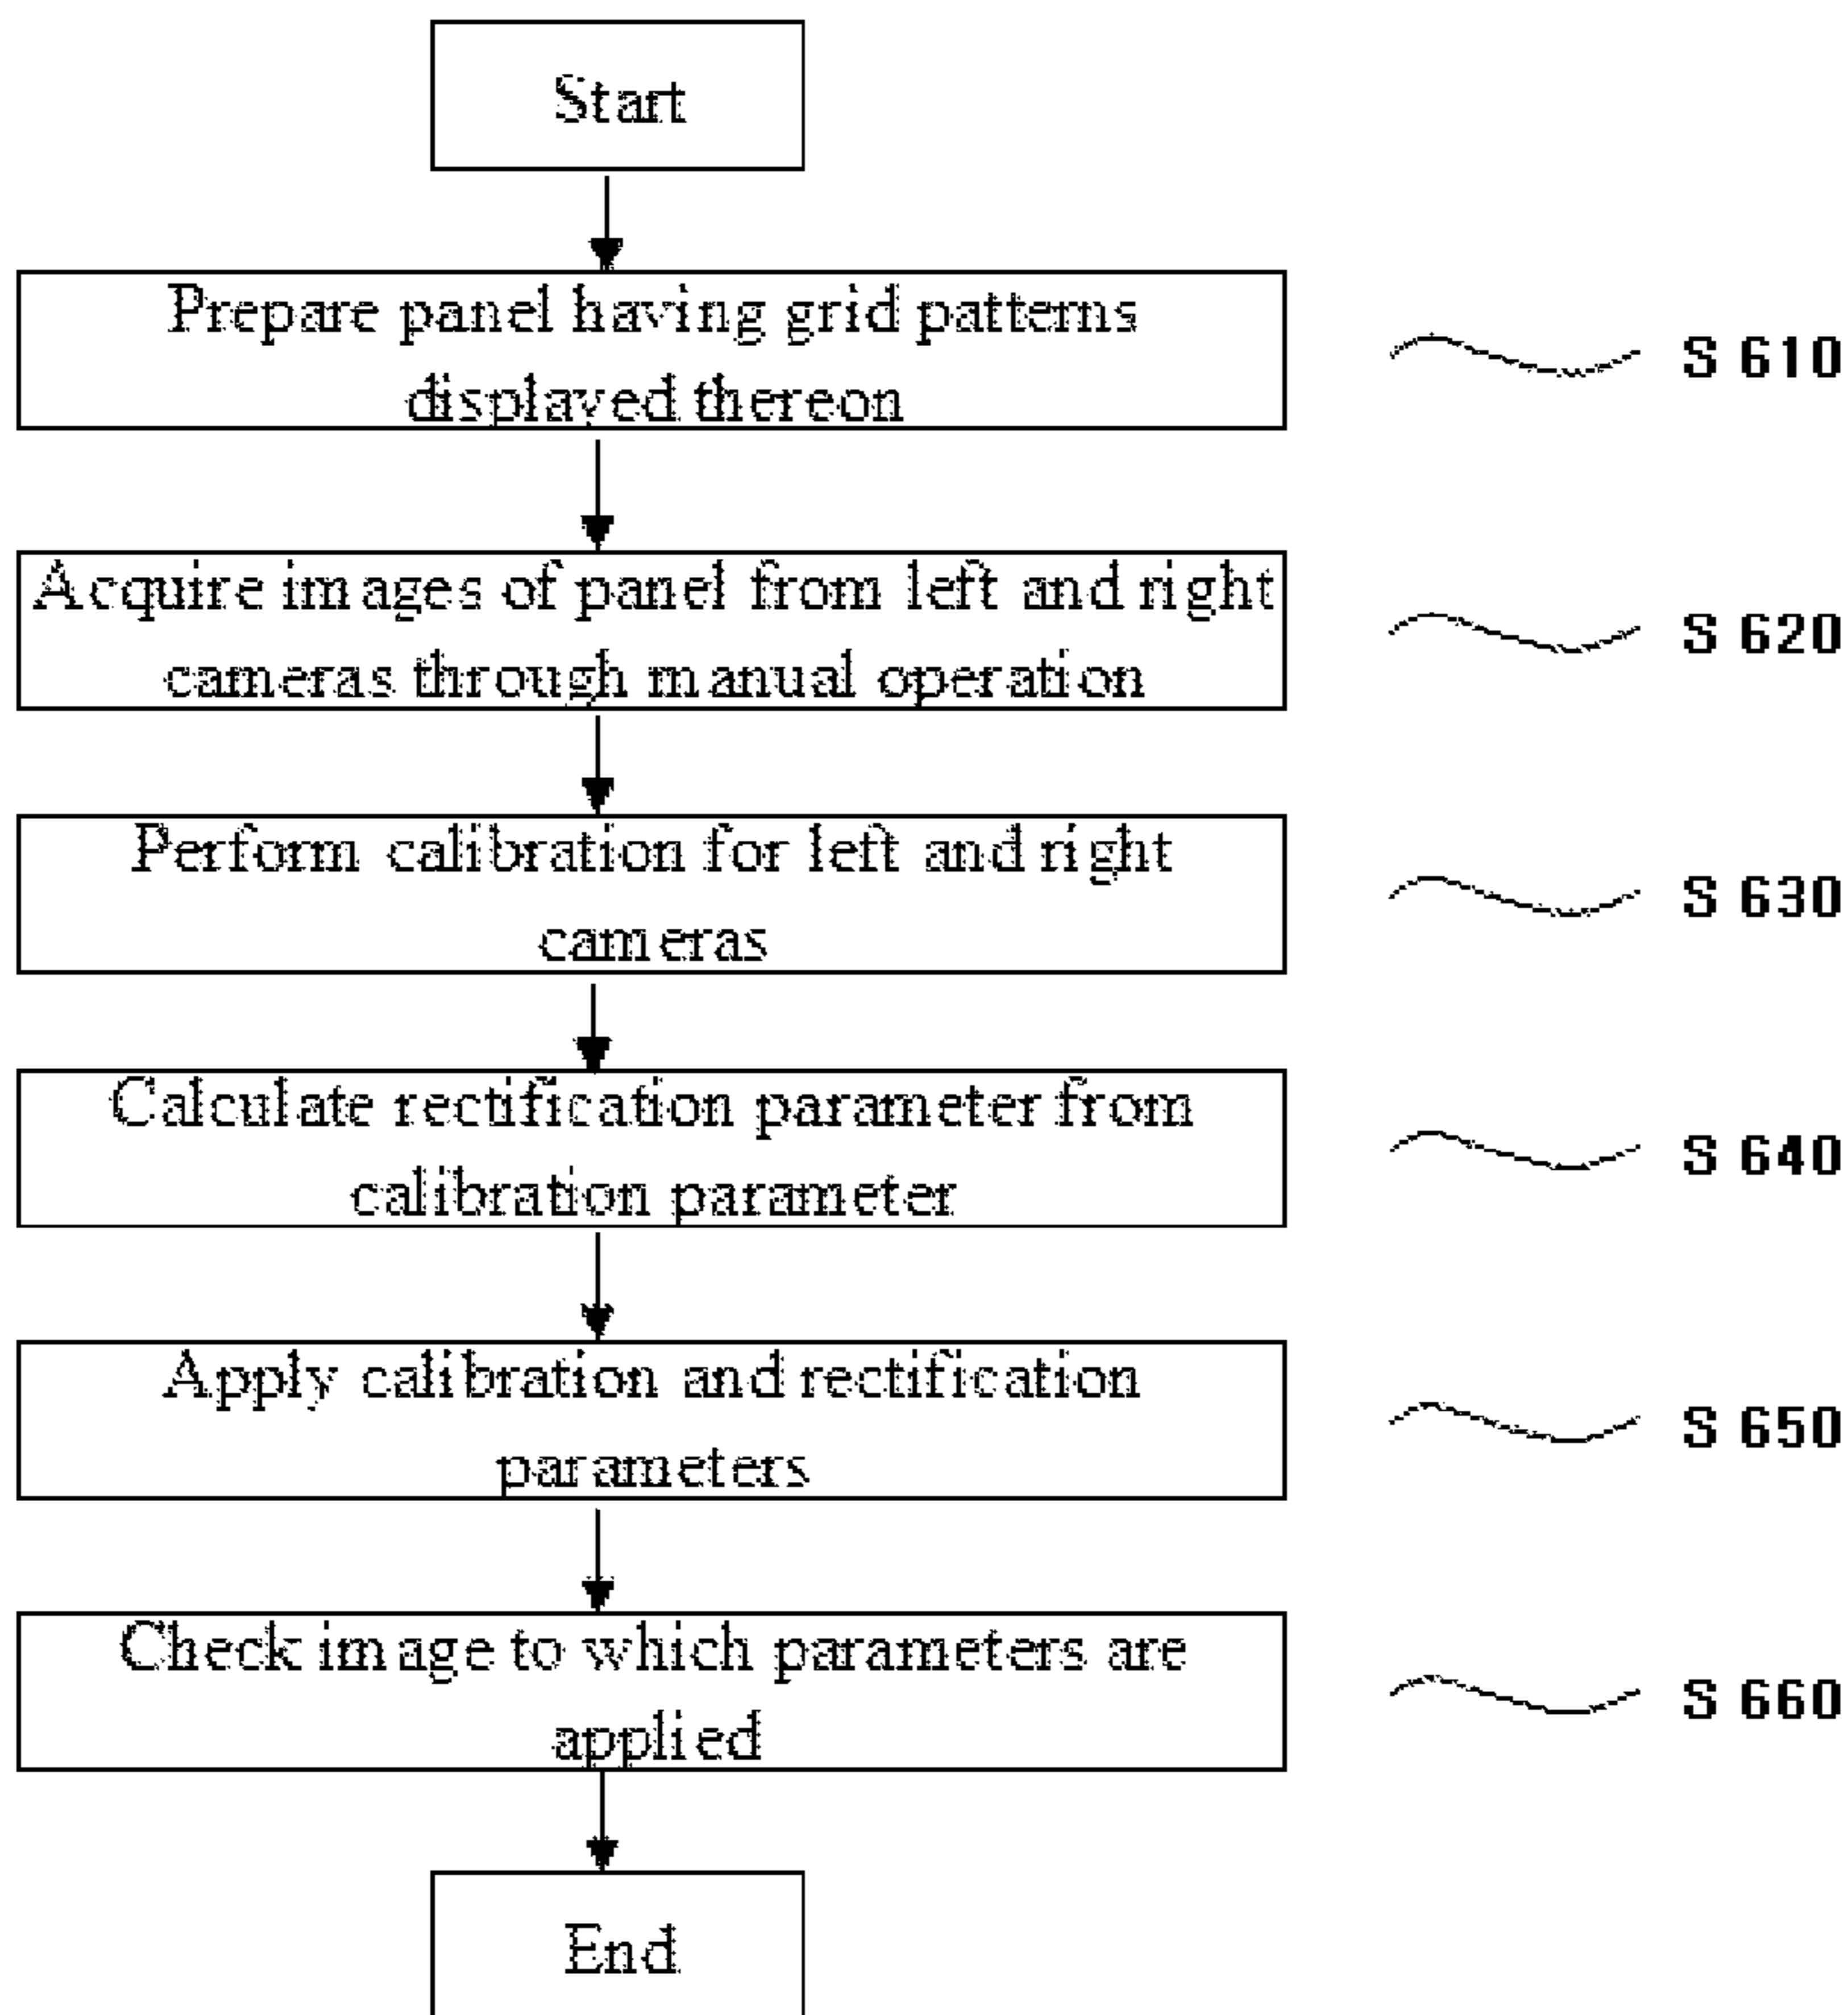 Start
Prepare panel having grid patterns
displayed thereon
S 610
Acquire images of panel from left and right
cameras through manual operation
S 620
Perform calibration for left and right
cameras
S 630
Calculate rectification parameter from
calibration parameter
S 640
Apply calibration and rectification
parameters
S 650
Check image to which parameters are
applied
S 660
End